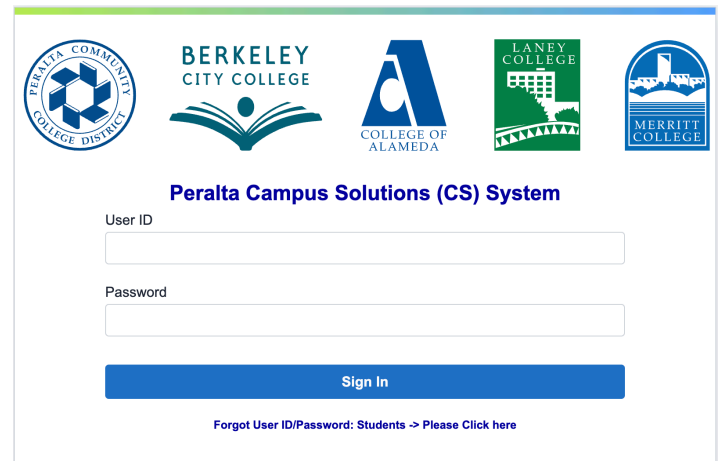 PERALTA COMMUNITY COLLEGE DISTRICT
BERKELEY
CITY COLLEGE
COLLEGE OF
ALAMEDA
LANEY
COLLEGE
MERRITT
COLLEGE
Peralta Campus Solutions (CS) System
User ID
Password
Sign In
Forgot User ID/Password: Students -> Please Click here